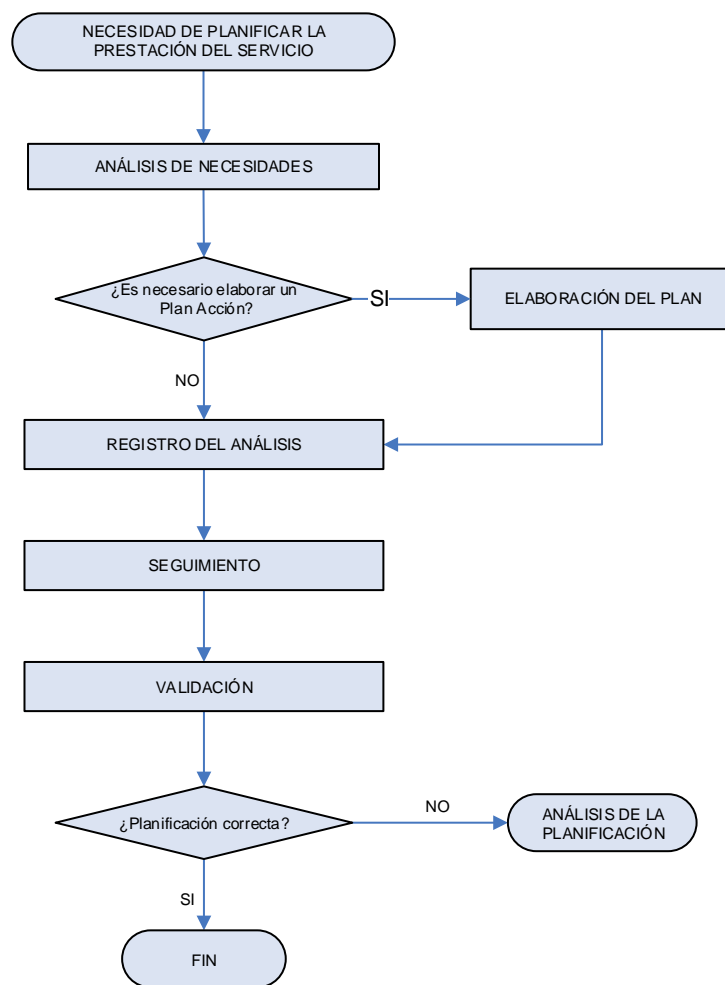 NECESIDAD DE PLANIFICAR LA
PRESTACIÓN DEL SERVICIO
ANÁLISIS DE NECESIDADES
¿Es necesario elaborar un
Plan Acción?
SI
ELABORACIÓN DEL PLAN
NO
REGISTRO DEL ANÁLISIS
SEGUIMIENTO
VALIDACIÓN
¿Planificación correcta?
NO
ANÁLISIS DE LA
PLANIFICACIÓN
SI
FIN